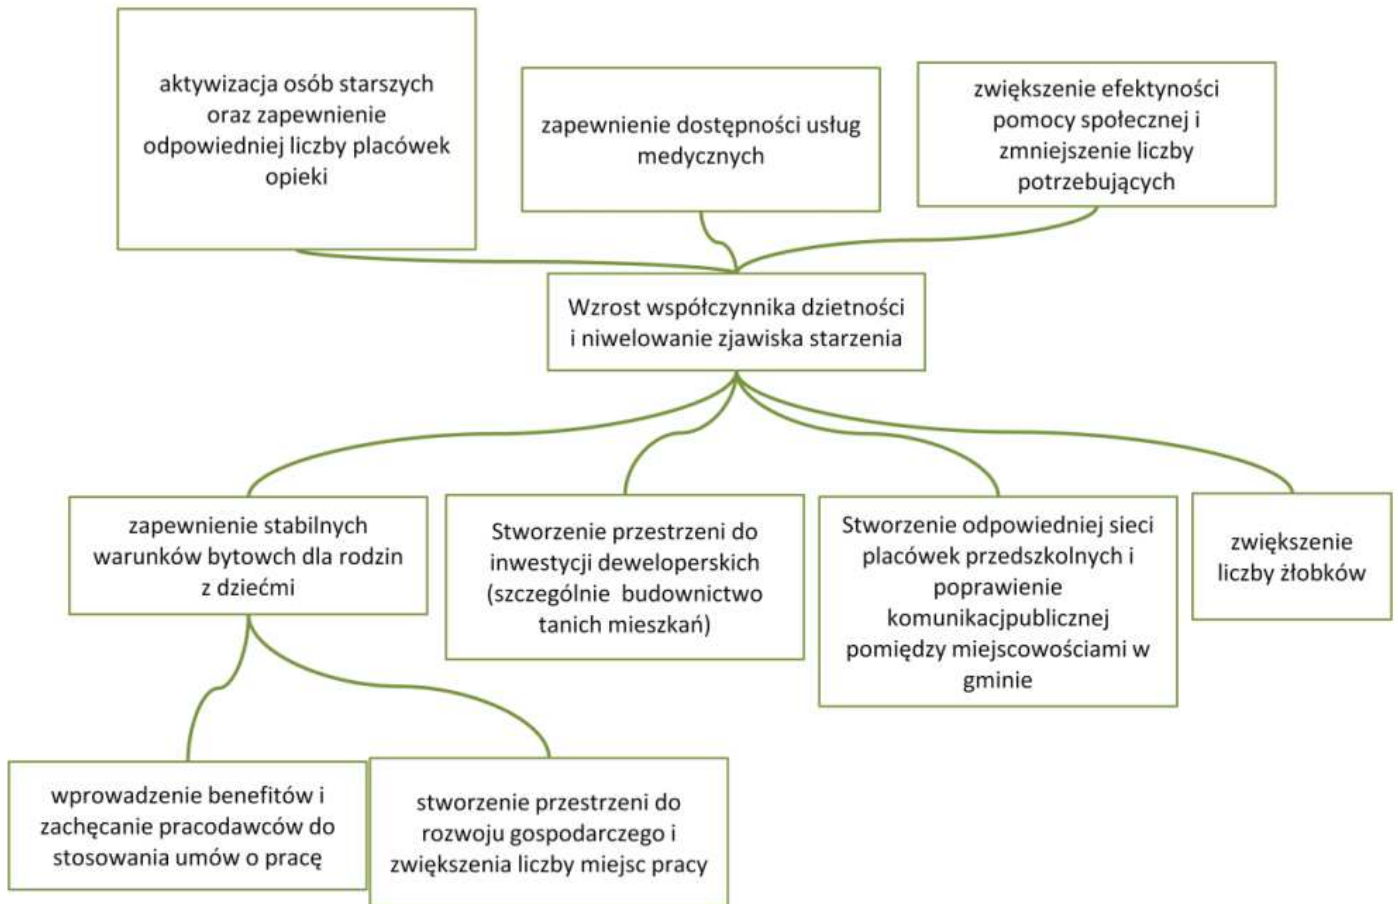 aktywizacja osób starszych
oraz zapewnienie
odpowiedniej liczby placówek
opieki
zapewnienie dostępności usług
medycznych
zwiększenie efektyności
pomocy społecznej i
zmniejszenie liczby
potrzebujących
Wzrost współczynnika dzietności
i niwelowanie zjawiska starzenia
zapewnienie stabilnych
warunków bytowch dla rodzin
z dziećmi
Stworzenie przestrzeni do
inwestycji deweloperskich
(szczególnie budownictwo
tanich mieszkań)
Stworzenie odpowiedniej sieci
placówek przedszkolnych i
poprawienie
komunikacjpublicznej
pomiędzy miejscowościami w
gminie
zwiększenie
liczby żłobków
wprowadzenie benefitów i
zachęcanie pracodawców do
stosowania umów o pracę
stworzenie przestrzeni do
rozwoju gospodarczego i
zwiększenia liczby miejsc pracy